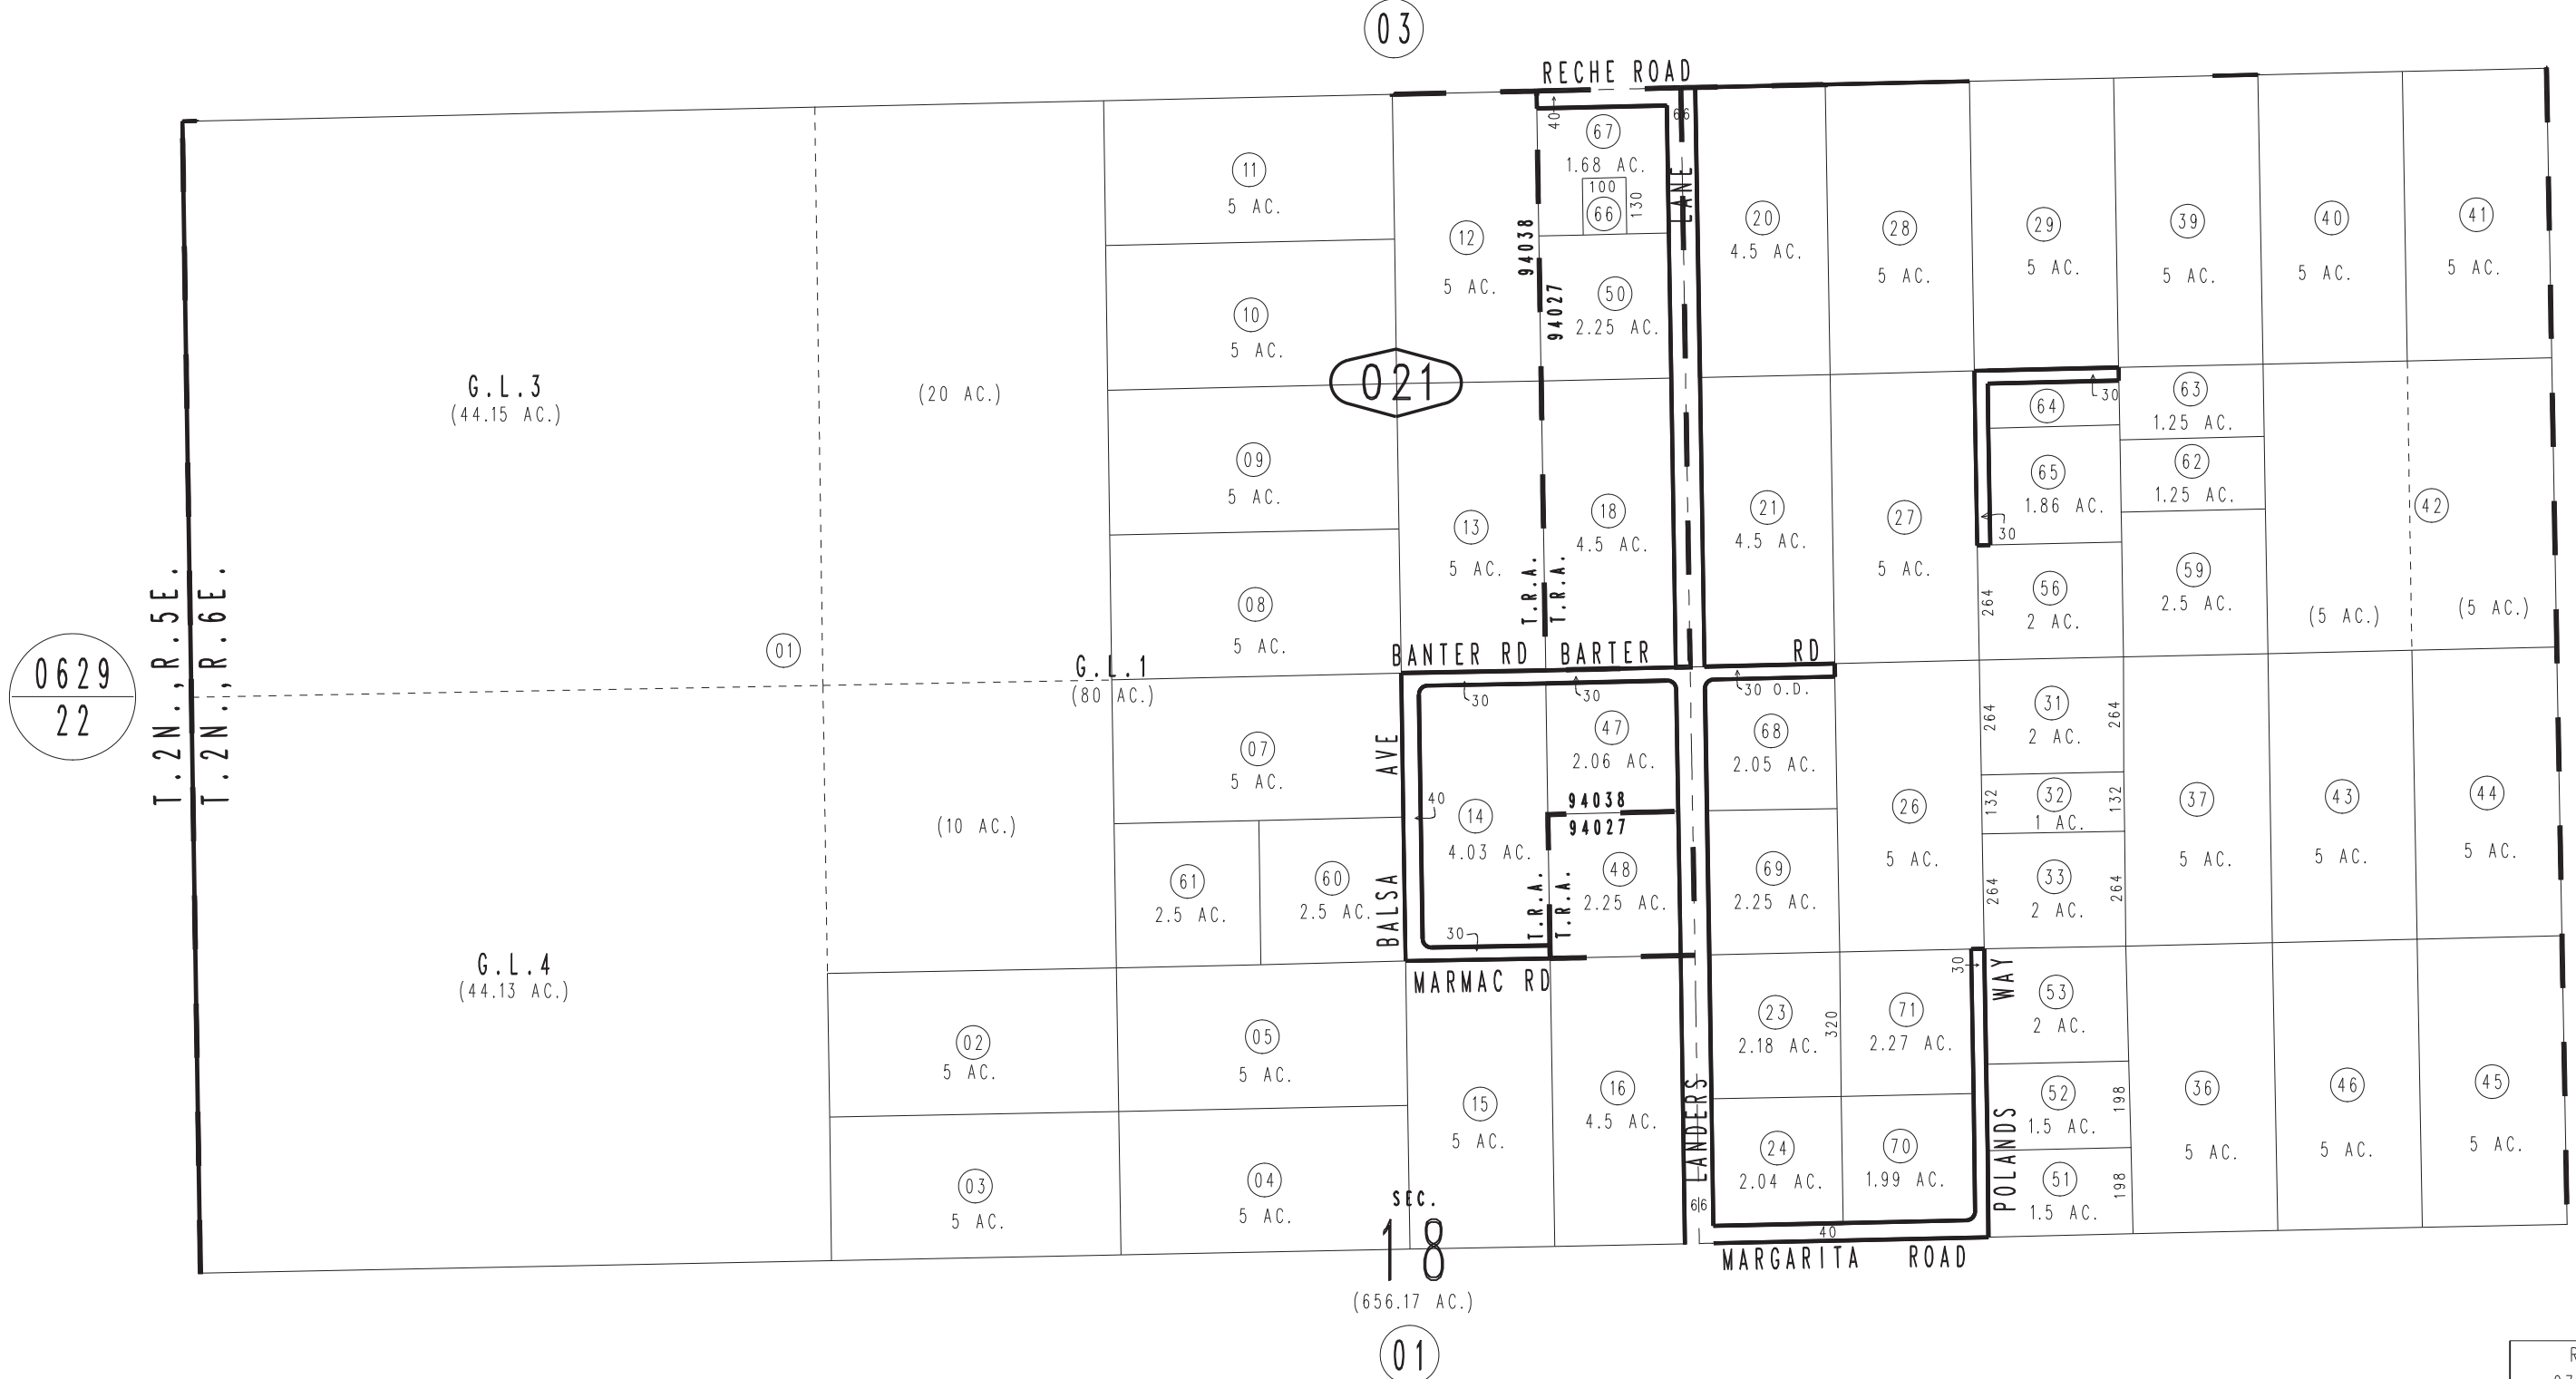 03
RECHE ROAD
40
66
67
1.68 AC.
100
130
66
LANE
11
5 AC.
12
5 AC.
94038
94027
50
2.25 AC.
20
4.5 AC.
28
5 AC.
29
5 AC.
39
5 AC.
40
5 AC.
41
5 AC.
10
5 AC.
G.L.3
(44.15 AC.)
(20 AC.)
021
30
64
63
1.25 AC.
09
5 AC.
65
1.86 AC.
62
1.25 AC.
42
13
5 AC.
18
4.5 AC.
21
4.5 AC.
27
5 AC.
30
T.R.A.
T.R.A.
08
5 AC.
264
56
2 AC.
59
2.5 AC.
(5 AC.)
(5 AC.)
T.2N.,R.5E.
T.2N.,R.6E.
0629
22
01
G.L.1
(80 AC.)
BANTER RD
BARTER
RD
30
30
30 O.D.
07
5 AC.
AVE
47
2.06 AC.
68
2.05 AC.
264
31
2 AC.
264
40
14
4.03 AC.
94038
94027
26
5 AC.
132
32
1 AC.
132
37
5 AC.
43
5 AC.
44
5 AC.
(10 AC.)
61
2.5 AC.
60
2.5 AC.
BALSA
T.R.A.
T.R.A.
48
2.25 AC.
69
2.25 AC.
264
33
2 AC.
264
30
G.L.4
(44.13 AC.)
MARMAC RD
30
WAY
53
2 AC.
02
5 AC.
05
5 AC.
23
2.18 AC.
320
71
2.27 AC.
15
5 AC.
16
4.5 AC.
LANDERS
POLANDS
52
1.5 AC.
198
36
5 AC.
46
5 AC.
45
5 AC.
03
5 AC.
04
5 AC.
24
2.04 AC.
70
1.99 AC.
51
1.5 AC.
198
66
40
SEC.
18
(656.17 AC.)
MARGARITA ROAD
01